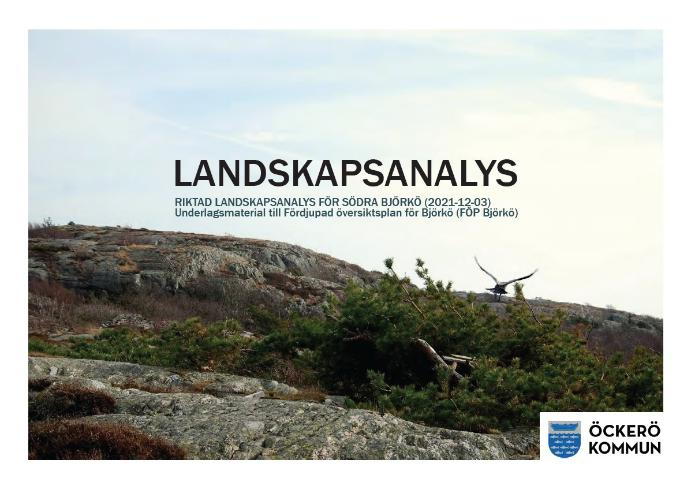 LANDSKAPSANALYS
RIKTAD LANDSKAPSANALYS FÖR SÖDRA BJÖRKÖ (2021-12-03)
Underlagsmaterial till Fördjupad översiktsplan för Björkö (FÖP Björkö)
ÖCKERÖ
KOMMUN